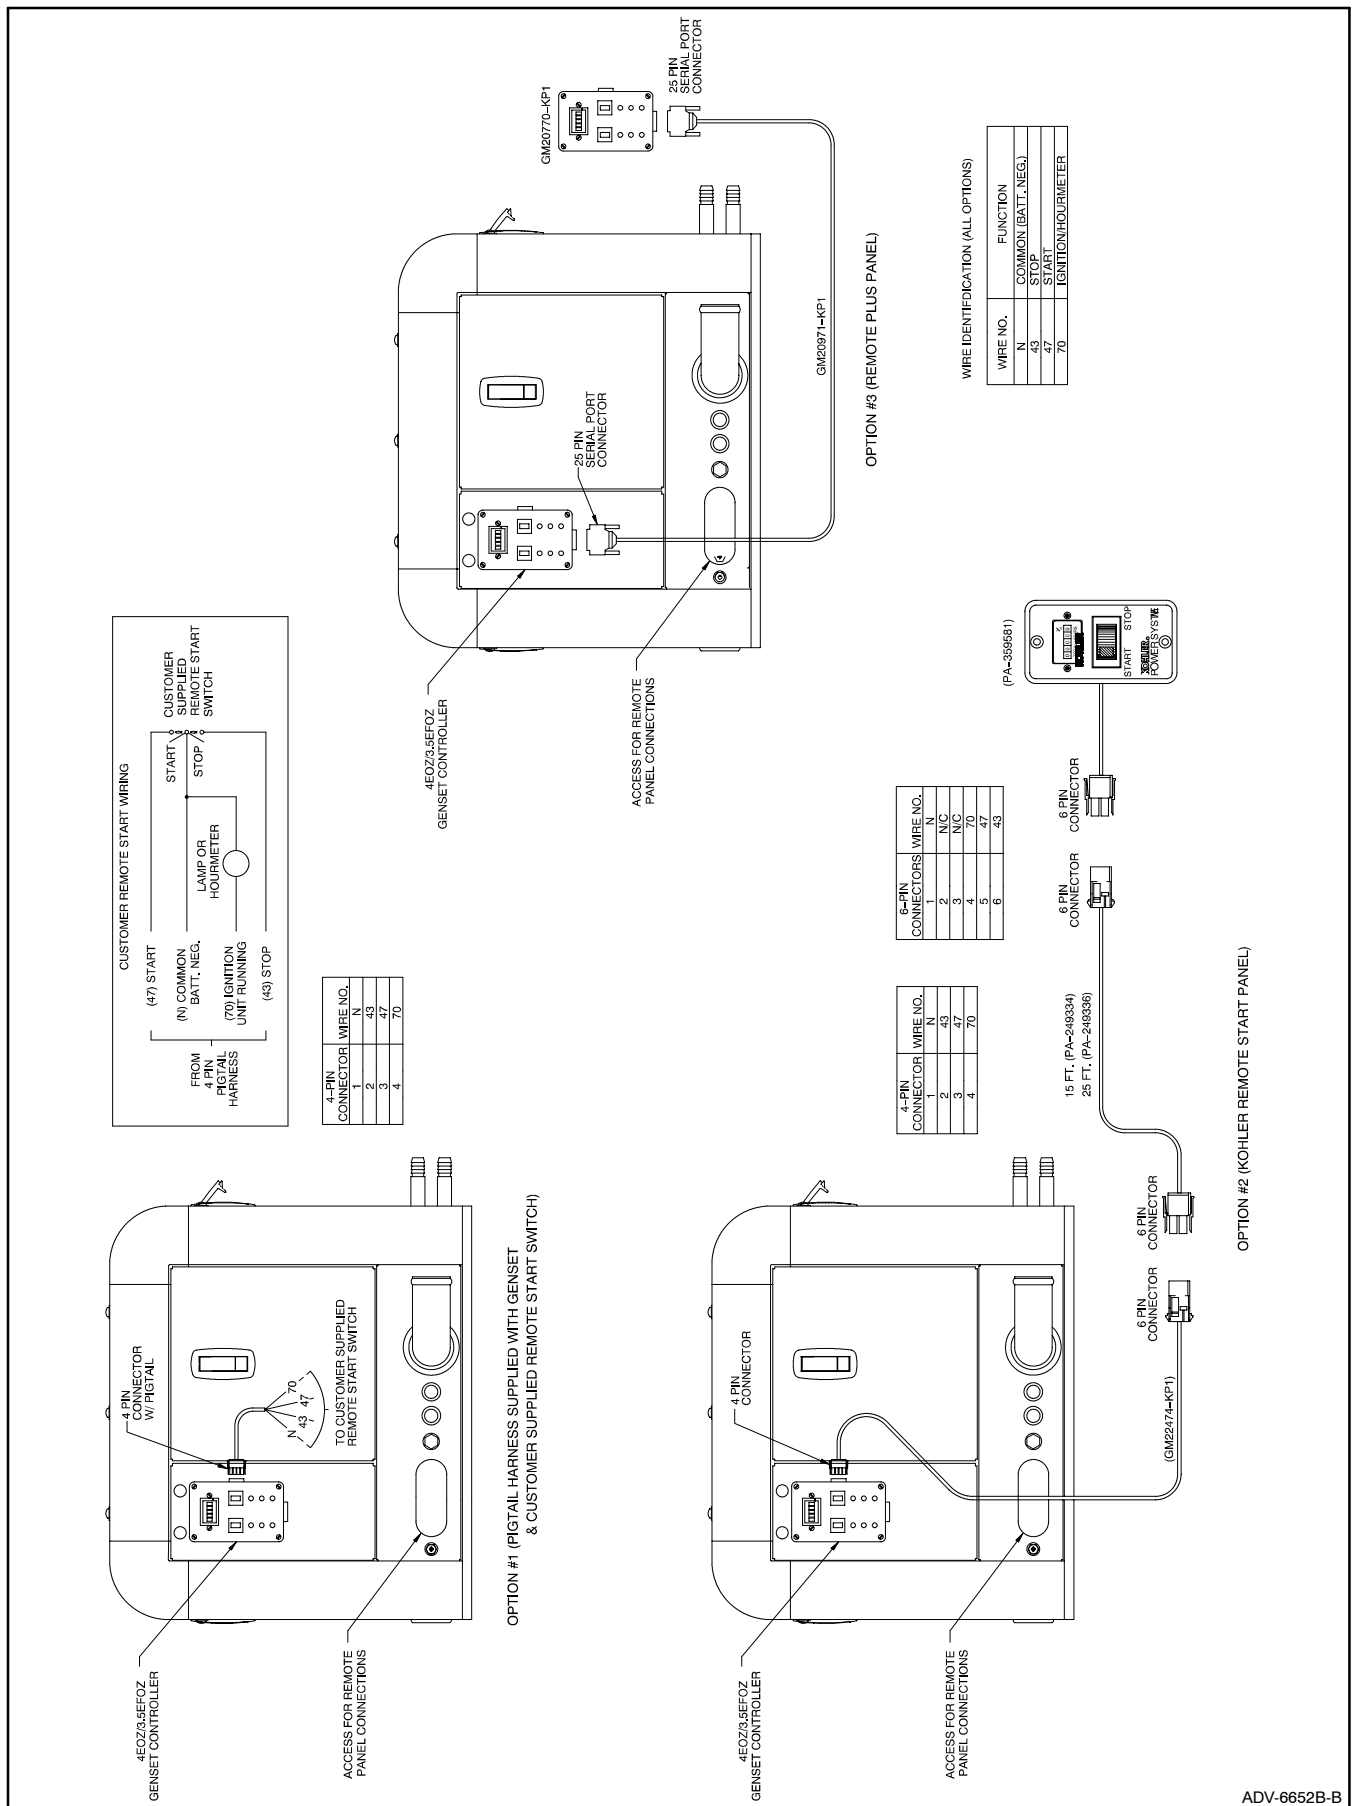 CUSTOMER REMOTE START WIRING
(47) START
(N) COMMON
BATT. NEG.
(70) IGNITION
UNIT RUNNING
(43) STOP
FROM
4 PIN
PIGTAIL
HARNESS
LAMP OR
HOURMETER
START
STOP
CUSTOMER
SUPPLIED
REMOTE START
SWITCH
4-PIN
CONNECTOR WIRE NO.
1 N
2 43
3 47
4 70
4EOZ/3.5EFOZ
GENSET CONTROLLER
4 PIN
CONNECTOR
W/ PIGTAIL
N 43 47 70
TO CUSTOMER SUPPLIED
REMOTE START SWITCH
ACCESS FOR REMOTE
PANEL CONNECTIONS
OPTION #1 (PIGTAIL HARNESS SUPPLIED WITH GENSET
& CUSTOMER SUPPLIED REMOTE START SWITCH)
4EOZ/3.5EFOZ
GENSET CONTROLLER
25 PIN
SERIAL PORT
CONNECTOR
ACCESS FOR REMOTE
PANEL CONNECTIONS
GM20770-KP1
25 PIN
SERIAL PORT
CONNECTOR
GM20971-KP1
OPTION #3 (REMOTE PLUS PANEL)
WIRE IDENTIFDICATION (ALL OPTIONS)
WIRE NO. FUNCTION
N COMMON (BATT. NEG.)
43 STOP
47 START
70 IGNITION/HOURMETER
4EOZ/3.5EFOZ
GENSET CONTROLLER
4 PIN
CONNECTOR
ACCESS FOR REMOTE
PANEL CONNECTIONS
(GM22474-KP1)
4-PIN
CONNECTOR WIRE NO.
1 N
2 43
3 47
4 70
6-PIN
CONNECTORS WIRE NO.
1 N
2 N/C
3 N/C
4 70
5 47
6 43
6 PIN
CONNECTOR
6 PIN
CONNECTOR
15 FT. (PA-249334)
25 FT. (PA-249336)
6 PIN
CONNECTOR
6 PIN
CONNECTOR
(PA-359581)
START STOP
KOHLER.
POWER SYSTEM
OPTION #2 (KOHLER REMOTE START PANEL)
ADV-6652B-B